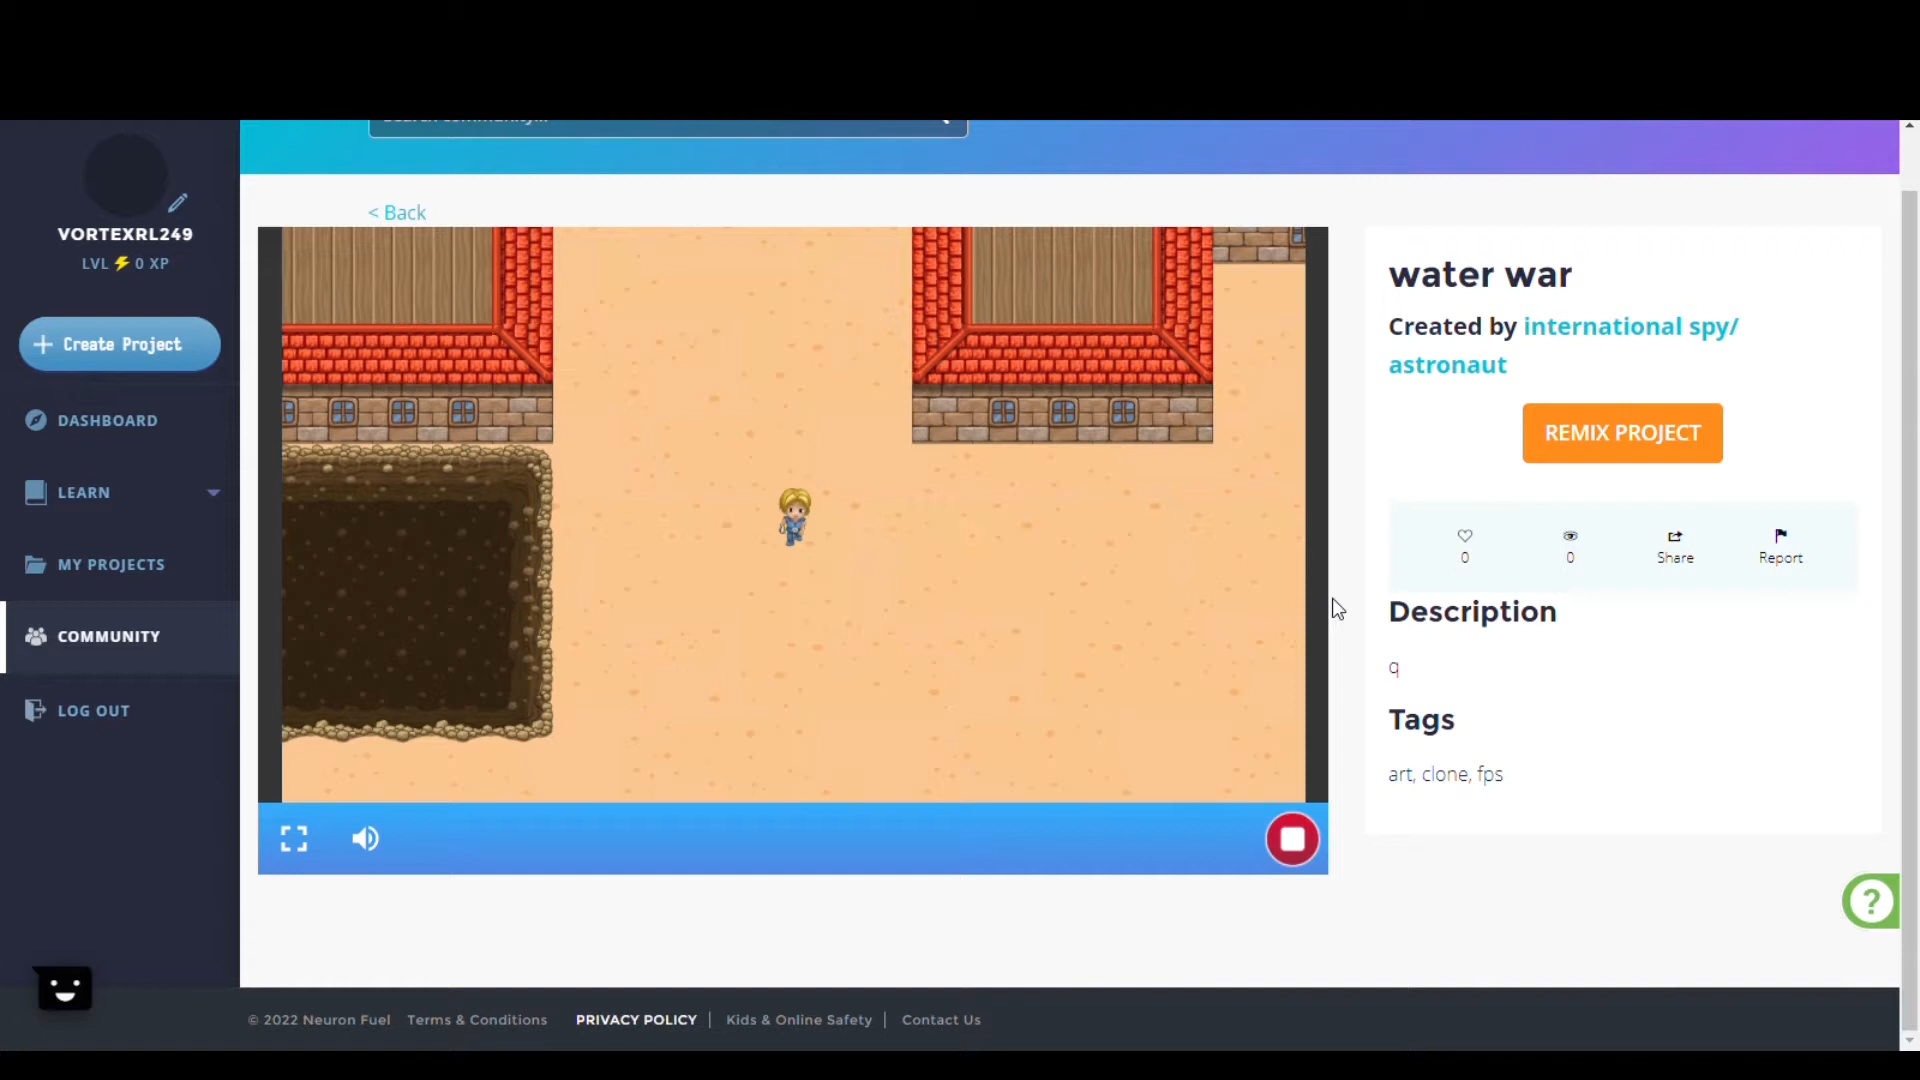 VORTEXRL249
LVL 0 XP
Create Project
DASHBOARD
LEARN
MY PROJECTS
COMMUNITY
LOG OUT
< Back
water war
Created by international spy/
astronaut
REMIX PROJECT
0
0
Share
Report
Description
q
Tags
art, clone, fps
?
© 2022 Neuron Fuel Terms & Conditions PRIVACY POLICY | Kids & Online Safety | Contact Us